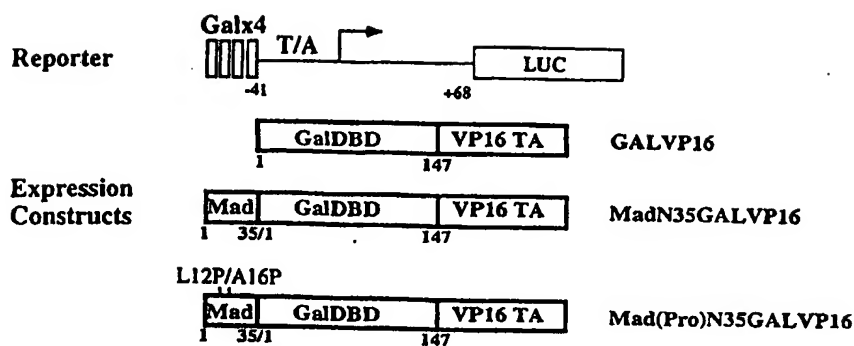 Galx4
Reporter
T/A
LUC
-41
+68
GalDBD
VP16 TA
GALVP16
1
147
Expression
Constructs
Mad
GalDBD
VP16 TA
MadN35GALVP16
1
35/1
147
L12P/A16P
Mad
GalDBD
VP16 TA
Mad(Pro)N35GALVP16
1
35/1
147